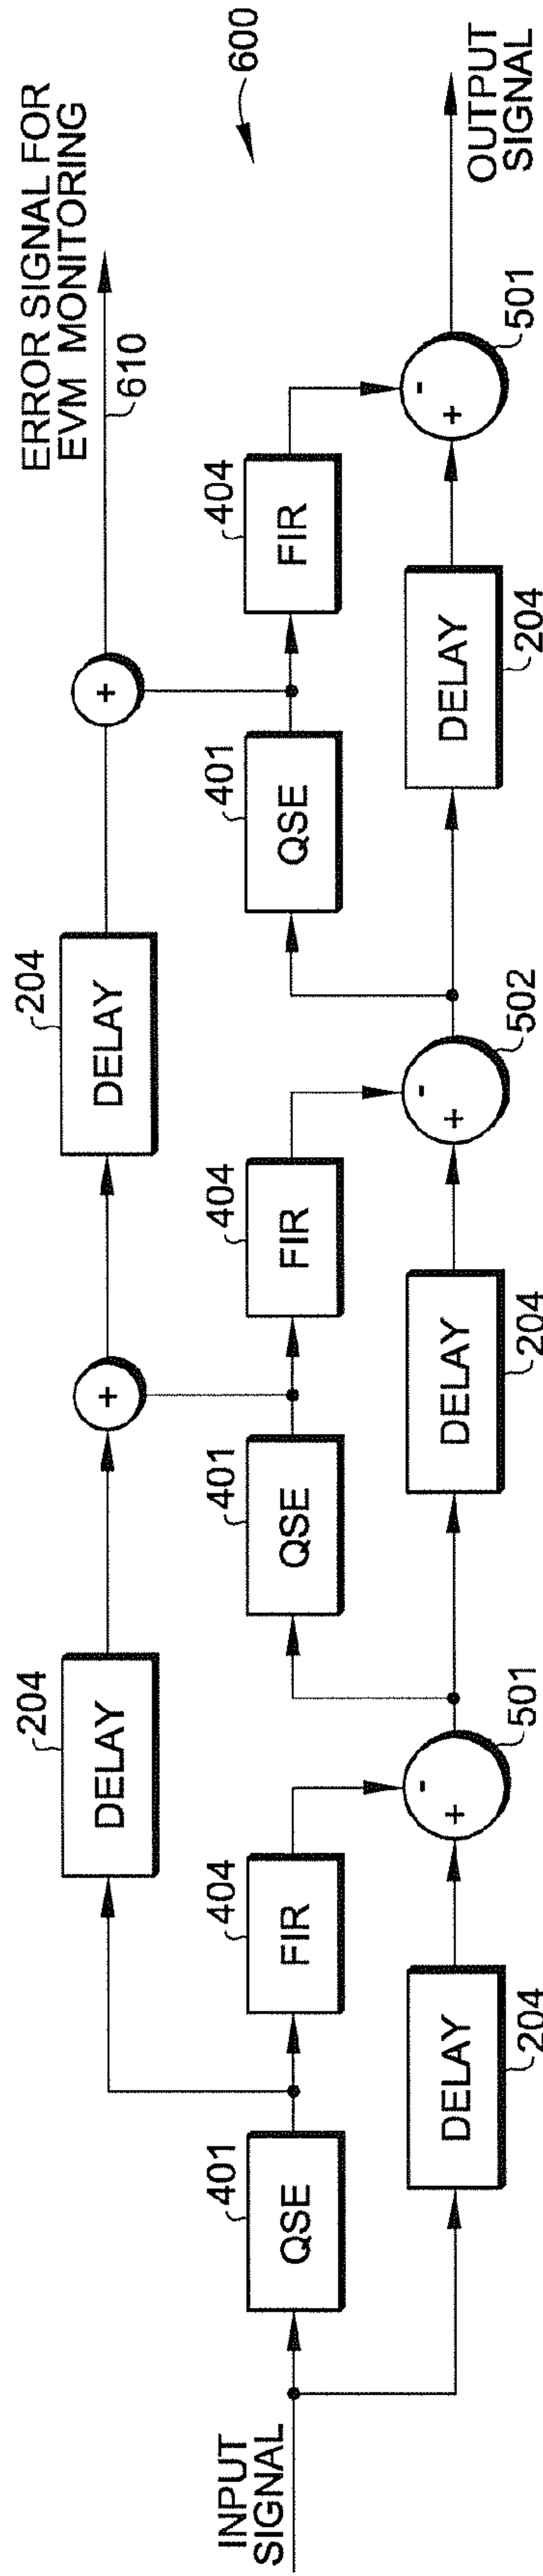 ERROR SIGNAL FOR
EVM MONITORING
610
600
204
DELAY
204
DELAY
+
+
INPUT
SIGNAL
401
QSE
404
FIR
401
QSE
404
FIR
401
QSE
404
FIR
DELAY
204
- +
501
DELAY
204
- +
502
DELAY
204
- +
501
OUTPUT
SIGNAL